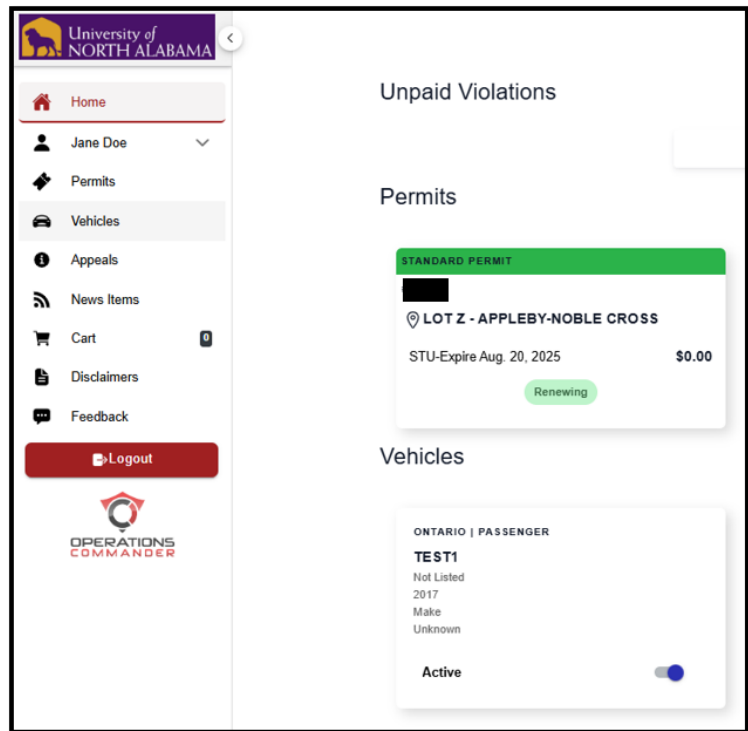 University of
NORTH ALABAMA
Home
Jane Doe
Permits
Vehicles
Appeals
News Items
Cart 0
Disclaimers
Feedback
Logout
OPERATIONS
COMMANDER
Unpaid Violations
Permits
STANDARD PERMIT
LOT Z - APPLEBY-NOBLE CROSS
STU-Expire Aug. 20, 2025 $0.00
Renewing
Vehicles
ONTARIO | PASSENGER
TEST1
Not Listed
2017
Make
Unknown
Active